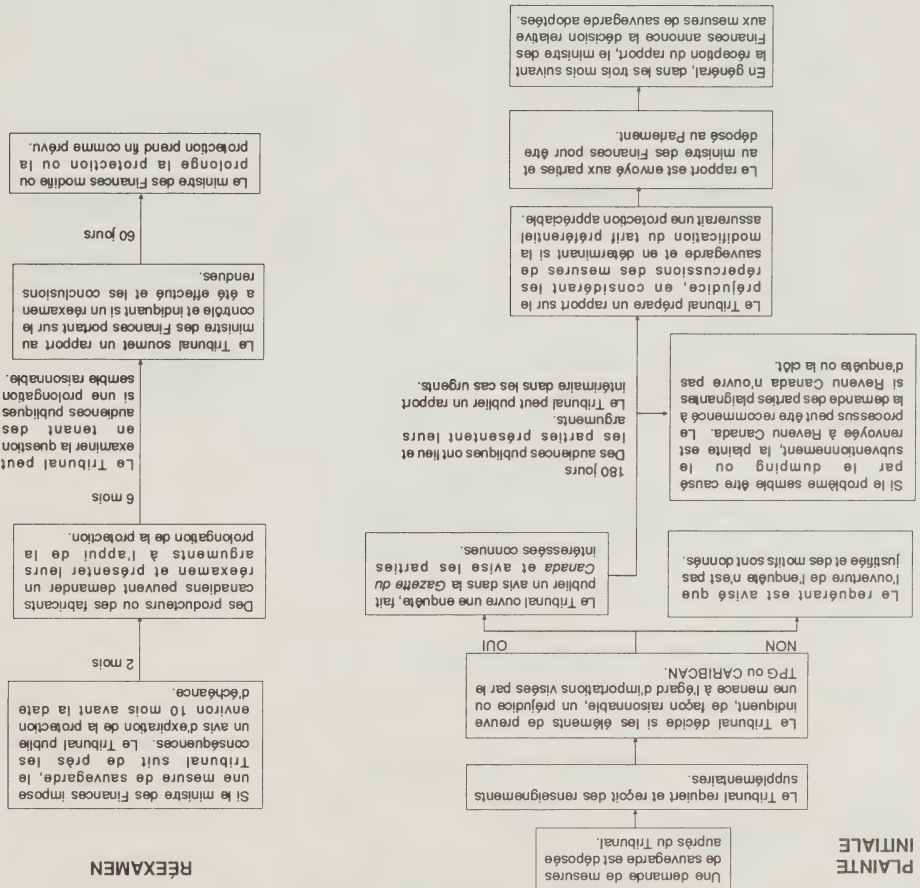 PLAINTE
INITIALE
Une demande de mesures
de sauvegarde est déposée
auprès du Tribunal.
Le Tribunal requiert et reçoit des renseignements
supplémentaires.
Le Tribunal décide si les éléments de preuve
indiquent, de façon raisonnable, un préjudice ou
une menace à l'égard d'importations visées par le
TPG ou CARIBCAN.
NON
OUI
Le requérant est avisé que
l'ouverture de l'enquête n'est pas
justifiée et des motifs sont donnés.
Le Tribunal ouvre une enquête, fait
publier un avis dans la Gazette du
Canada et avise les parties
intéressées connues.
180 jours
Des audiences publiques ont lieu et
les parties présentent leurs
arguments.
Le Tribunal peut publier un rapport
intérimaire dans les cas urgents.
Si le problème semble être causé
par le dumping ou le
subventionnement, la plainte est
renvoyée à Revenu Canada. Le
processus peut être recommencé à
la demande des parties plaignantes
si Revenu Canada n'ouvre pas
d'enquête ou la clôt.
Le Tribunal prépare un rapport sur le
préjudice, en considérant les
répercussions des mesures de
sauvegarde et en déterminant si la
modification du tarif préférentiel
assurerait une protection appréciable.
Le rapport est envoyé aux parties et
au ministre des Finances pour être
déposé au Parlement.
En général, dans les trois mois suivant
la réception du rapport, le ministre des
Finances annonce la décision relative
aux mesures de sauvegarde adoptées.
RÉEXAMEN
Si le ministre des Finances impose
une mesure de sauvegarde, le
Tribunal suit de près les
conséquences. Le Tribunal publie
un avis d'expiration de la protection
environ 10 mois avant la date
d'échéance.
2 mois
Des producteurs ou des fabricants
canadiens peuvent demander un
réexamen et présenter leurs
arguments à l'appui de la
prolongation de la protection.
6 mois
Le Tribunal peut
examiner la question
en tenant des
audiences publiques
si une prolongation
semble raisonnable.
Le Tribunal soumet un rapport au
ministre des Finances portant sur le
contrôle et indiquant si un réexamen
a été effectué et les conclusions
rendues.
60 jours
Le ministre des Finances modifie ou
prolonge la protection ou la
protection prend fin comme prévu.